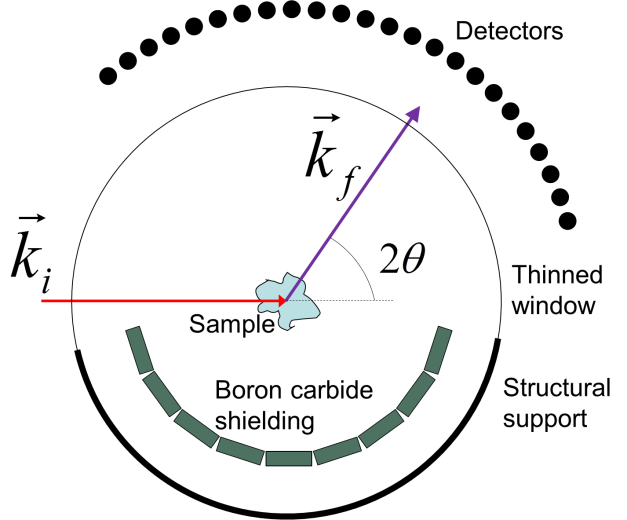 Detectors
k⃗f
k⃗i
2θ
Thinned
window
Sample
Boron carbide
shielding
Structural
support